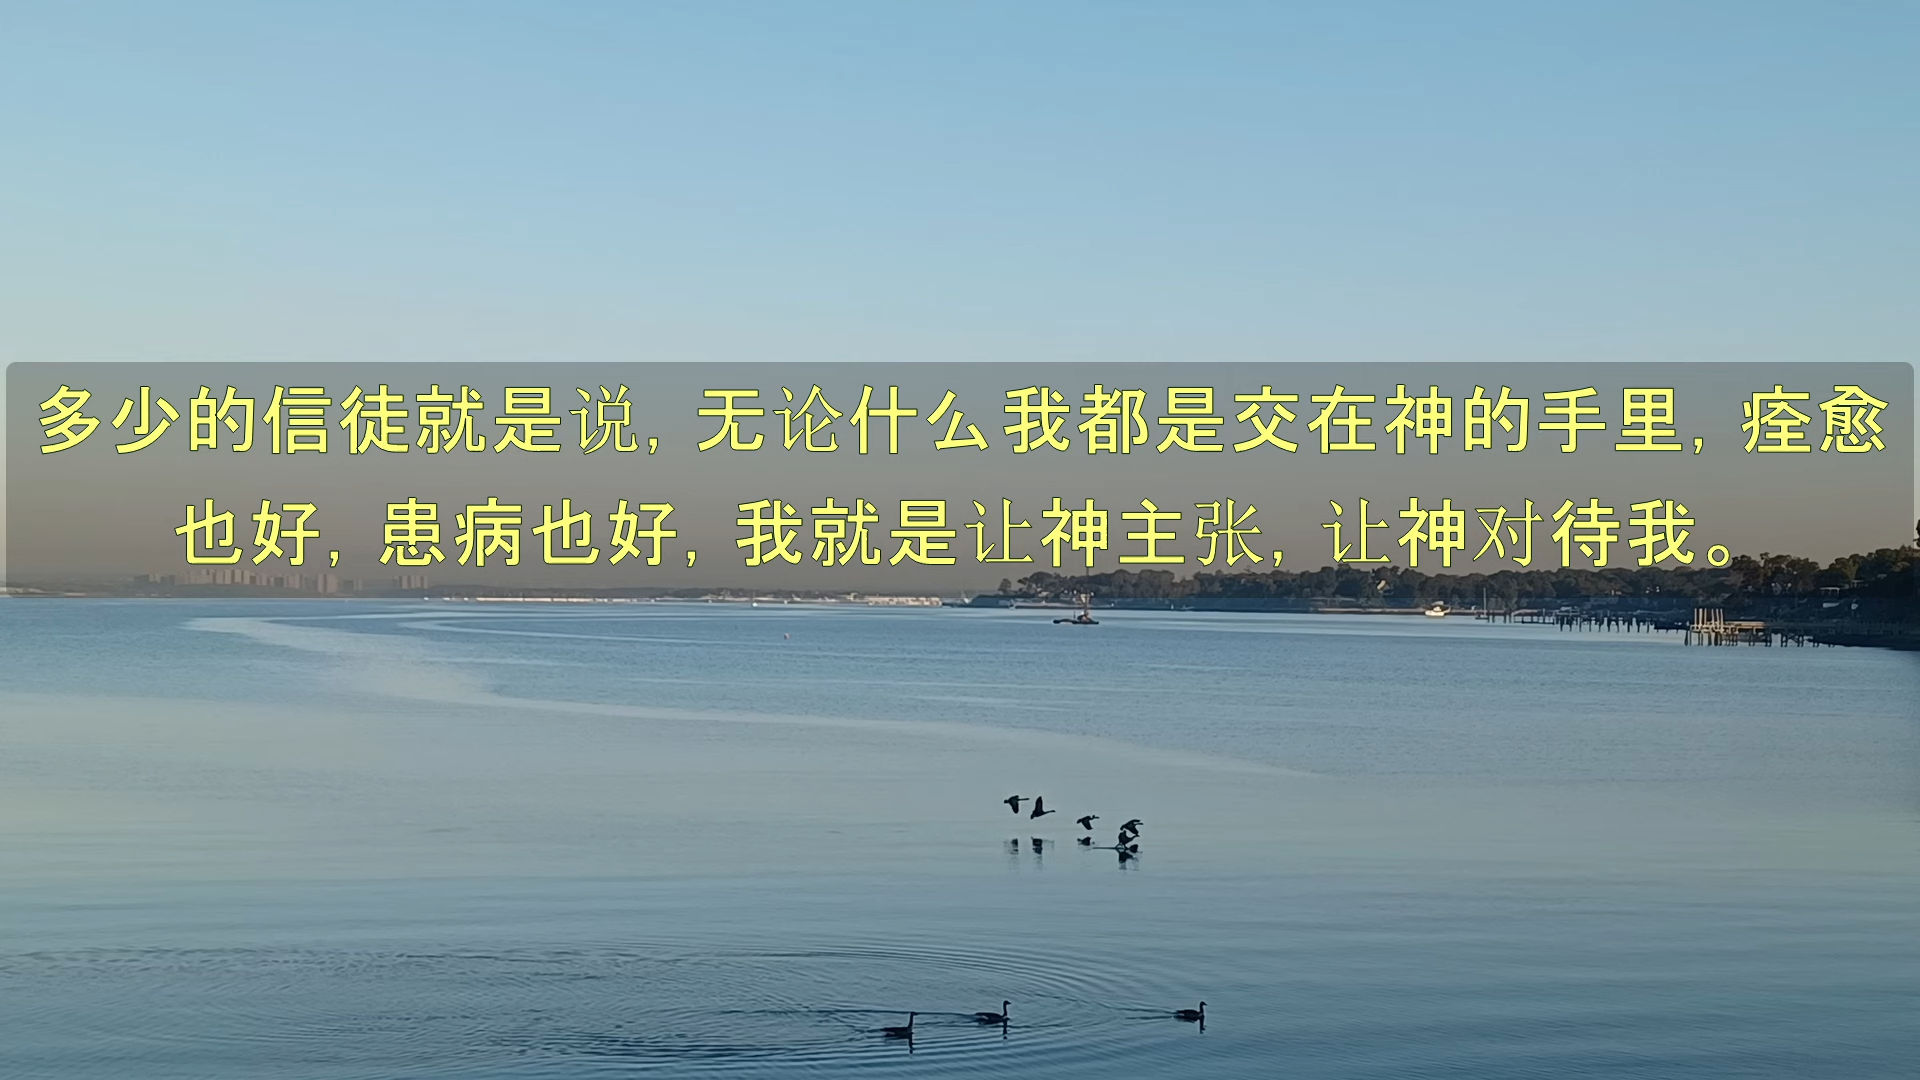 多少的信徒就是说, 无论什么我都是交在神的手里, 痊愈
也好, 患病也好, 我就是让神主张, 让神对待我。